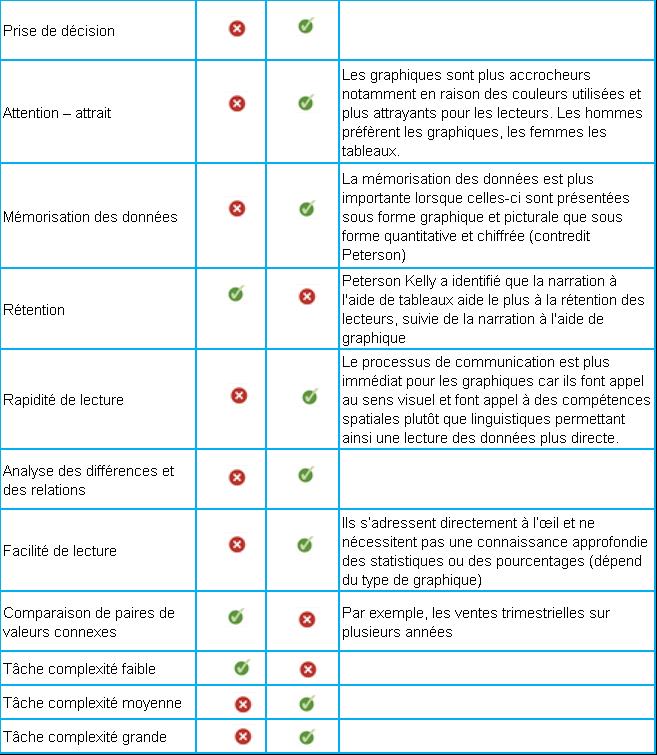 Prise de décision
Attention – attrait
Les graphiques sont plus accrocheurs
notamment en raison des couleurs utilisées et
plus attrayants pour les lecteurs. Les hommes
préfèrent les graphiques, les femmes les
tableaux.
Mémorisation des données
La mémorisation des données est plus
importante lorsque celles-ci sont présentées
sous forme graphique et picturale que sous
forme quantitative et chiffrée (contredit
Peterson)
Rétention
Peterson Kelly a identifié que la narration à
l'aide de tableaux aide le plus à la rétention des
lecteurs, suivie de la narration à l'aide de
graphique
Rapidité de lecture
Le processus de communication est plus
immédiat pour les graphiques car ils font appel
au sens visuel et font appel à des compétences
spatiales plutôt que linguistiques permettant
ainsi une lecture des données plus directe.
Analyse des différences et
des relations
Facilité de lecture
Ils s'adressent directement à l'œil et ne
nécessitent pas une connaissance approfondie
des statistiques ou des pourcentages (dépend
du type de graphique)
Comparaison de paires de
valeurs connexes
Par exemple, les ventes trimestrielles sur
plusieurs années
Tâche complexité faible
Tâche complexité moyenne
Tâche complexité grande